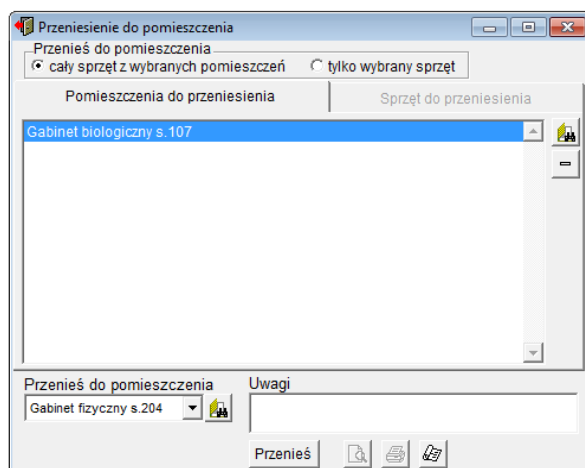 Przeniesienie do pomieszczenia
Przenieś do pomieszczenia
cały sprzęt z wybranych pomieszczeń tylko wybrany sprzęt
Pomieszczenia do przeniesienia Sprzęt do przeniesienia
Gabinet biologiczny s.107
Przenieś do pomieszczenia Uwagi
Gabinet fizyczny s.204
Przenieś